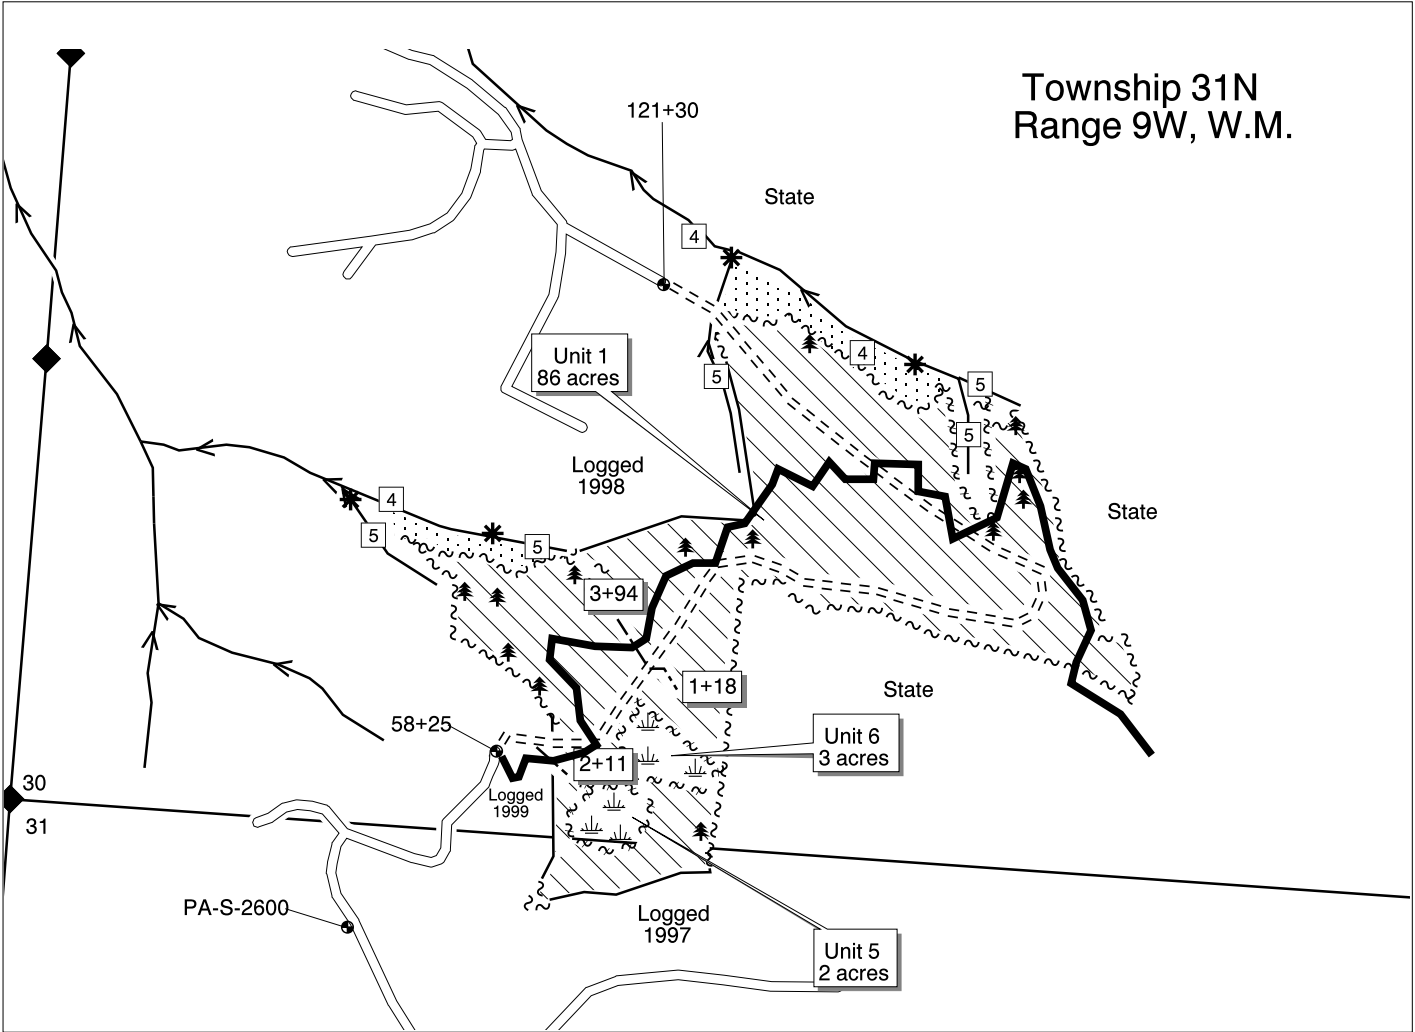 Township 31N
Range 9W, W.M.
121+30
State
4
Unit 1
86 acres
4
5
5
5
Logged
1998
4
5
5
State
3+94
1+18
State
58+25
Unit 6
3 acres
2+11
30
Logged
1999
31
PA-S-2600
Logged
1997
Unit 5
2 acres